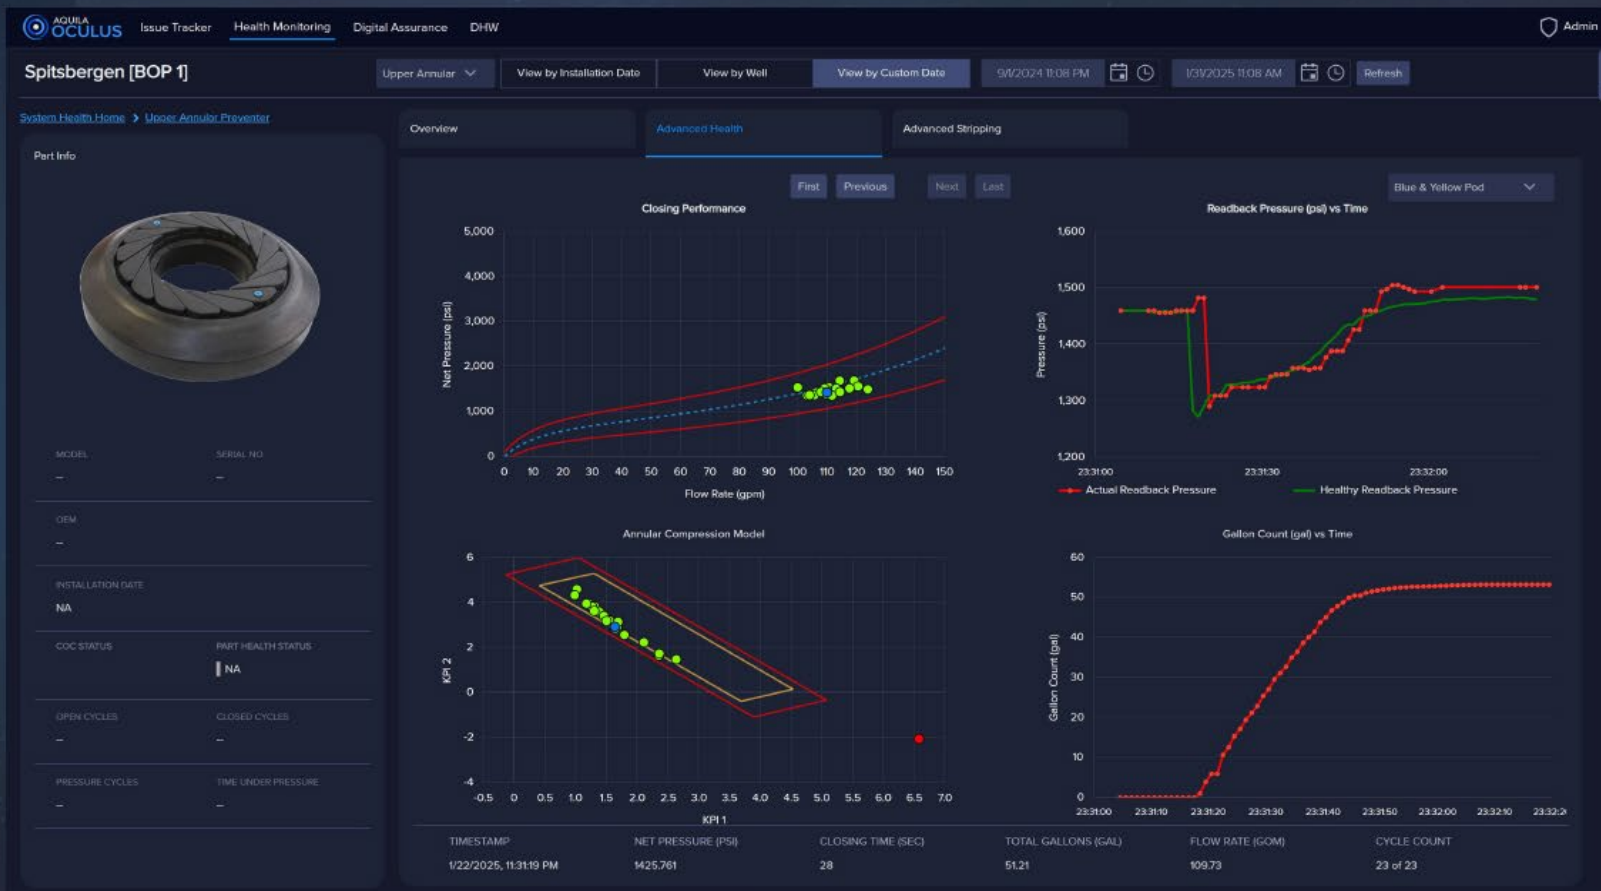 AQUILA
OCULUS
Issue Tracker
Health Monitoring
Digital Assurance
DHW
Admin
Spitsbergen [BOP 1]
Upper Annular
View by Installation Date
View by Well
View by Custom Date
9/1/2024 11:08 PM
1/31/2025 11:08 AM
Refresh
System Health Home > Upper Annular Preventer
Overview
Advanced Health
Advanced Stripping
Part Info
MODEL
SERIAL NO
--
--
OEM
--
INSTALLATION DATE
NA
COC STATUS
PART HEALTH STATUS
NA
OPEN CYCLES
CLOSED CYCLES
--
--
PRESSURE CYCLES
TIME UNDER PRESSURE
--
--
First
Previous
Next
Last
Blue & Yellow Pod
Closing Performance
5,000
4,000
3,000
2,000
1,000
0
Net Pressure (psi)
0 10 20 30 40 50 60 70 80 90 100 110 120 130 140 150
Flow Rate (gpm)
Readback Pressure (psi) vs Time
1,600
1,500
1,400
1,300
1,200
Pressure (psi)
23:31:00 23:31:30 23:32:00
Actual Readback Pressure
Healthy Readback Pressure
Annular Compression Model
6
4
2
0
-2
-4
KPI 2
-0.5 0 0.5 1.0 1.5 2.0 2.5 3.0 3.5 4.0 4.5 5.0 5.5 6.0 6.5 7.0
KPI 1
Gallon Count (gal) vs Time
60
50
40
30
20
10
0
Gallon Count (gal)
23:31:00 23:31:10 23:31:20 23:31:30 23:31:40 23:31:50 23:32:00 23:32:10 23:32:2
TIMESTAMP
NET PRESSURE (PSI)
CLOSING TIME (SEC)
TOTAL GALLONS (GAL)
FLOW RATE (GOM)
CYCLE COUNT
1/22/2025, 11:31:19 PM
1425.761
28
51.21
109.73
23 of 23